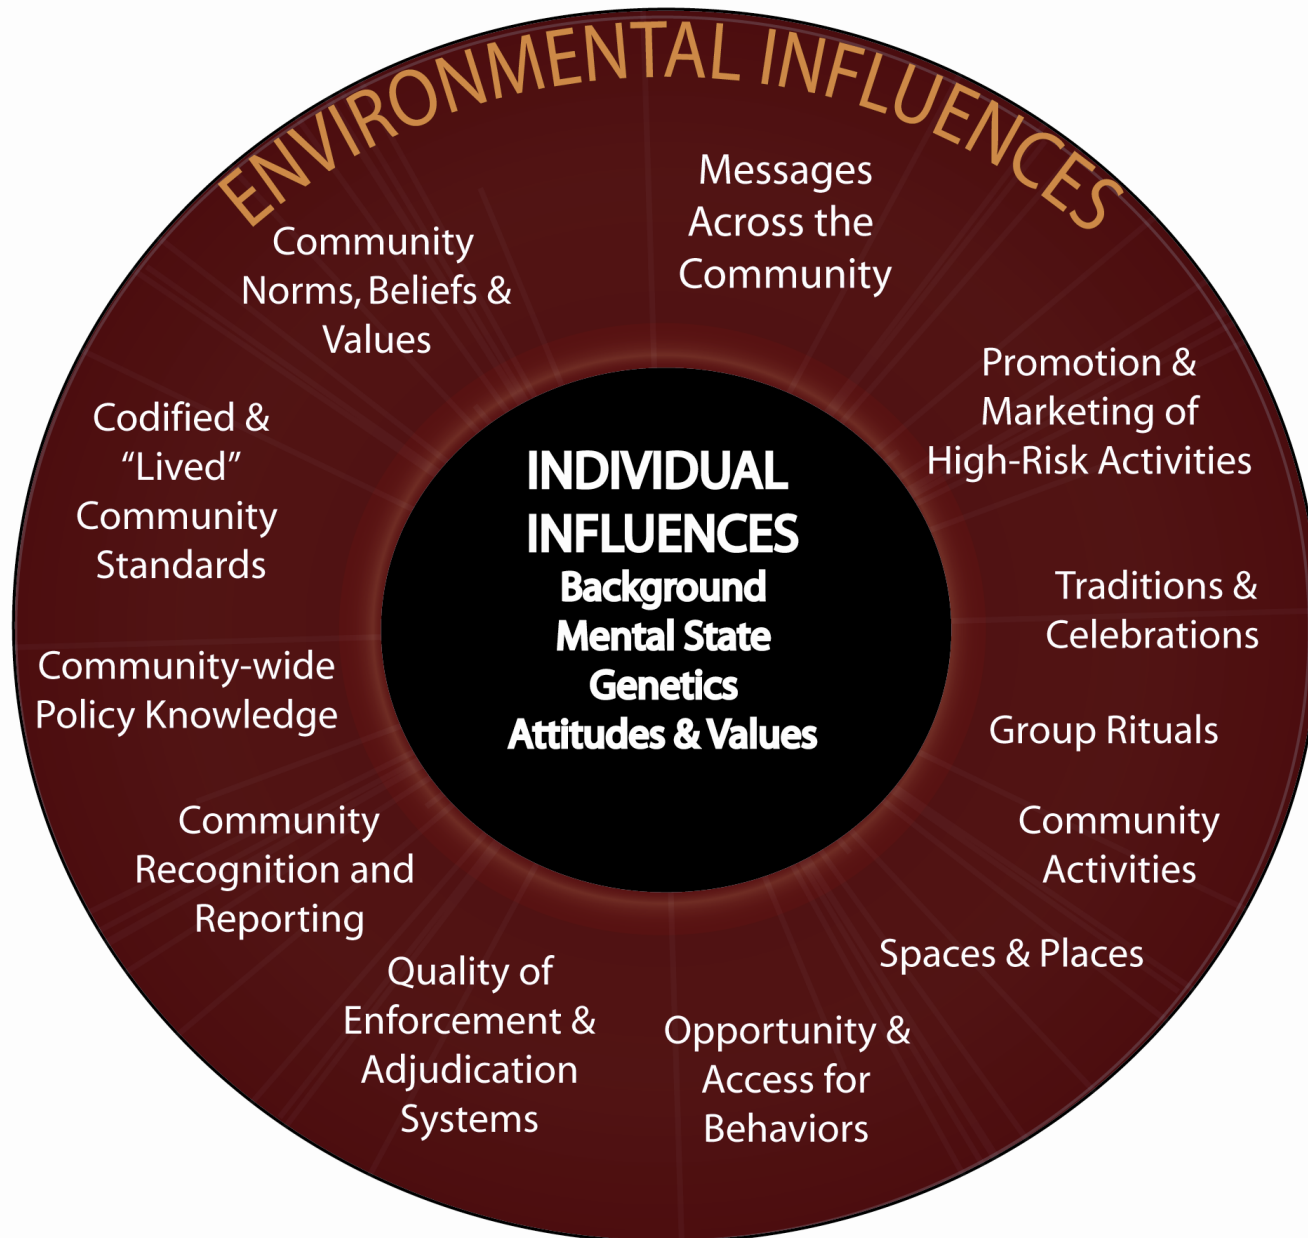 ENVIRONMENTAL INFLUENCES
Messages
Across the
Community
Community
Norms, Beliefs &
Values
Promotion &
Marketing of
High-Risk Activities
Codified &
“Lived”
Community
Standards
INDIVIDUAL
INFLUENCES
Background
Mental State
Genetics
Attitudes & Values
Traditions &
Celebrations
Community-wide
Policy Knowledge
Group Rituals
Community
Recognition and
Reporting
Community
Activities
Spaces & Places
Quality of
Enforcement &
Adjudication
Systems
Opportunity &
Access for
Behaviors